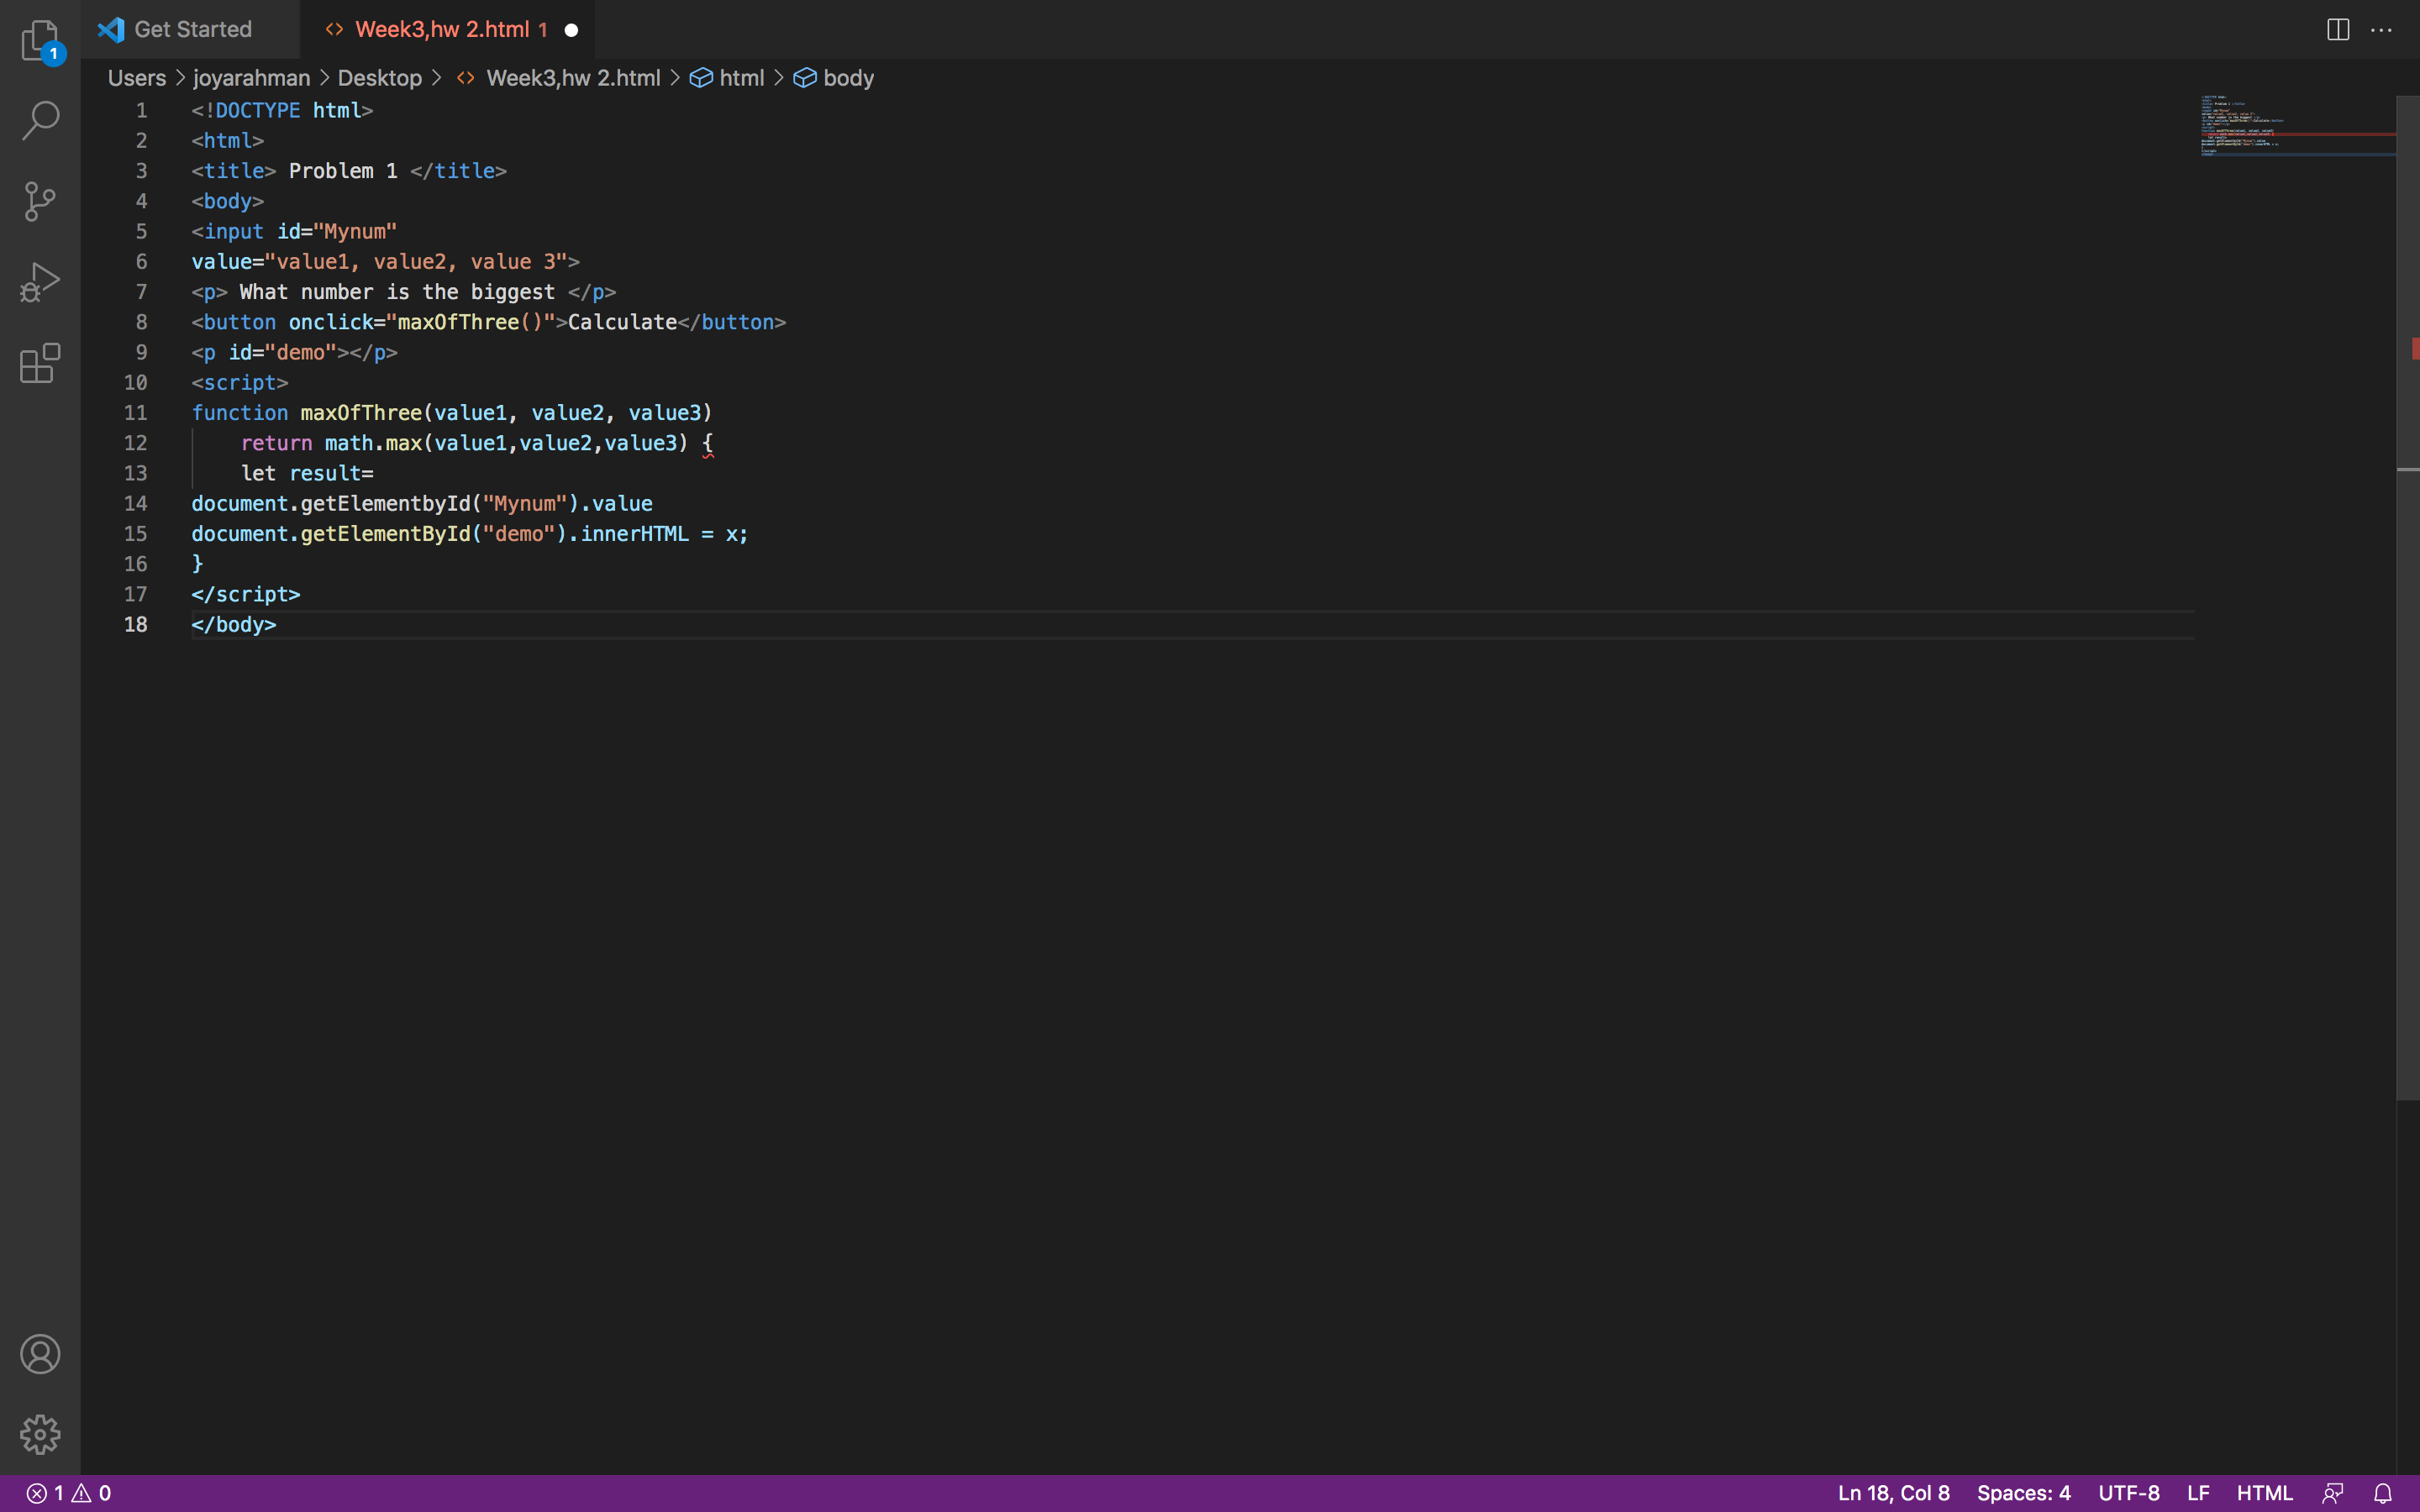 Get Started
Week3,hw 2.html 1
1
Users > joyarahman > Desktop > Week3,hw 2.html > html > body
1 <!DOCTYPE html>
2 <html>
3 <title> Problem 1 </title>
4 <body>
5 <input id="Mynum"
6 value="value1, value2, value 3">
7 <p> What number is the biggest </p>
8 <button onclick="maxOfThree()">Calculate</button>
9 <p id="demo"></p>
10 <script>
11 function maxOfThree(value1, value2, value3)
12     return math.max(value1,value2,value3) {
13     let result=
14 document.getElementbyId("Mynum").value
15 document.getElementById("demo").innerHTML = x;
16 }
17 </script>
18 </body>
1 0 Ln 18, Col 8 Spaces: 4 UTF-8 LF HTML